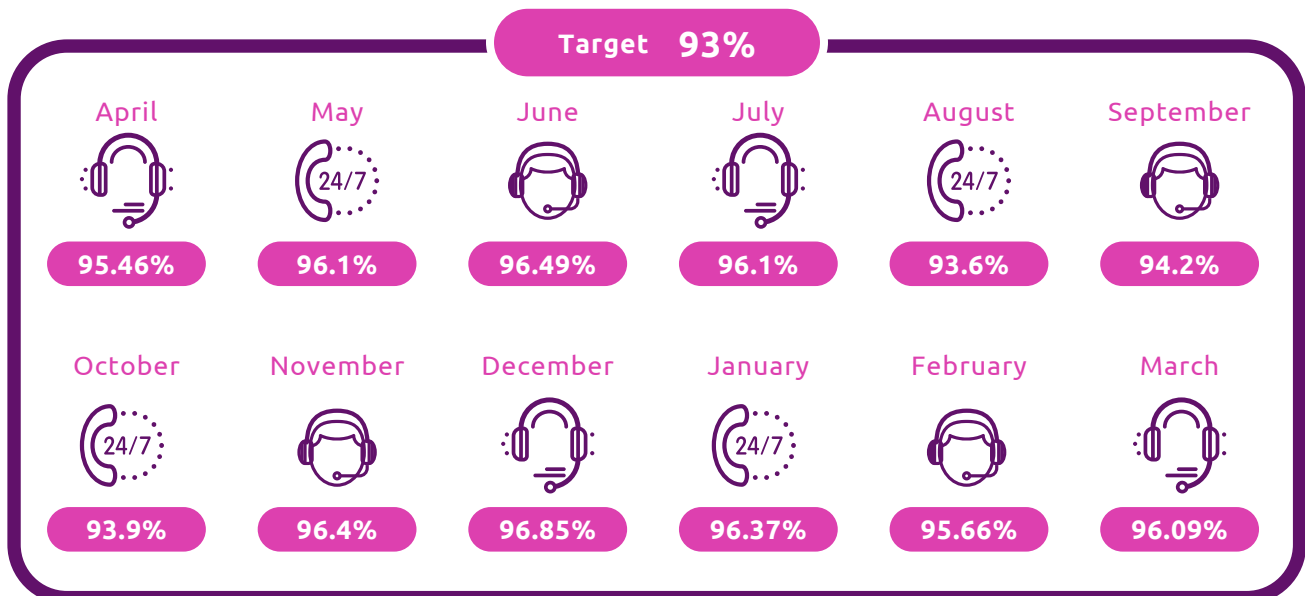 Target 93%
April May June July August September
24/7 24/7
95.46% 96.1% 96.49% 96.1% 93.6% 94.2%
October November December January February March
24/7 24/7
93.9% 96.4% 96.85% 96.37% 95.66% 96.09%